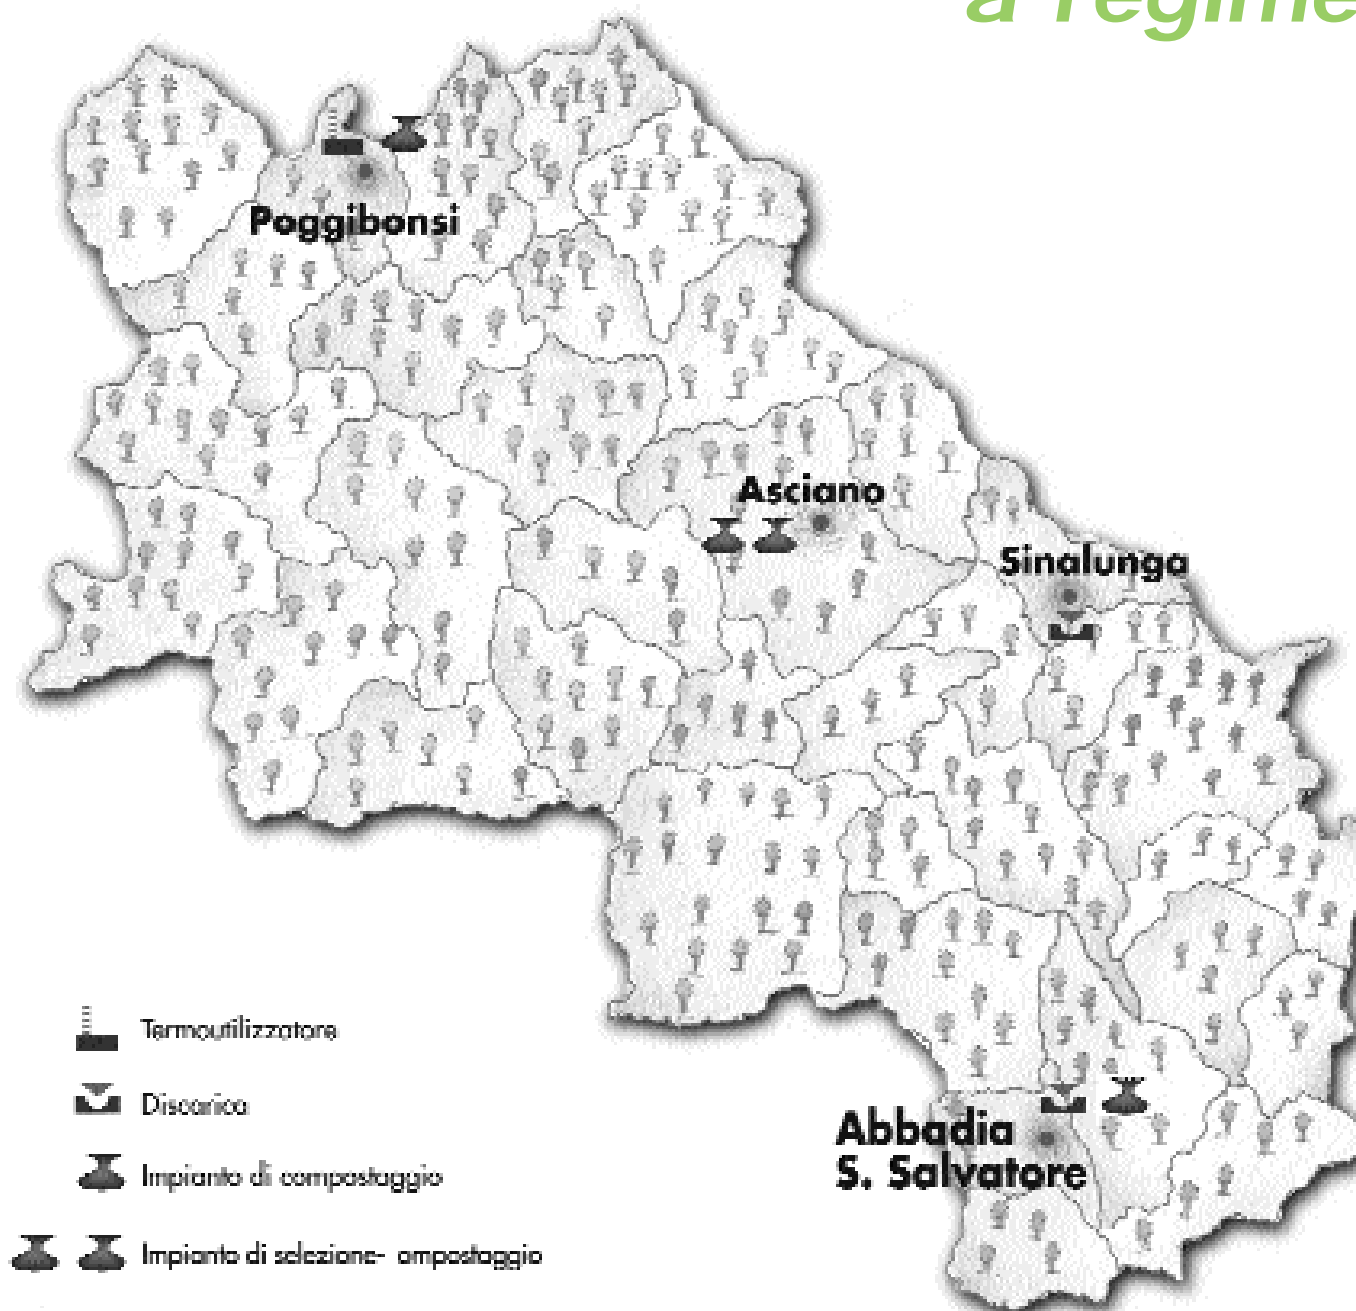 a regime
Poggibonsi
Asciano
Sinalunga
Abbadia
S. Salvatore
Termoutilizzatore
Discarica
Impianto di compostaggio
Impianto di selezione- ompostaggio